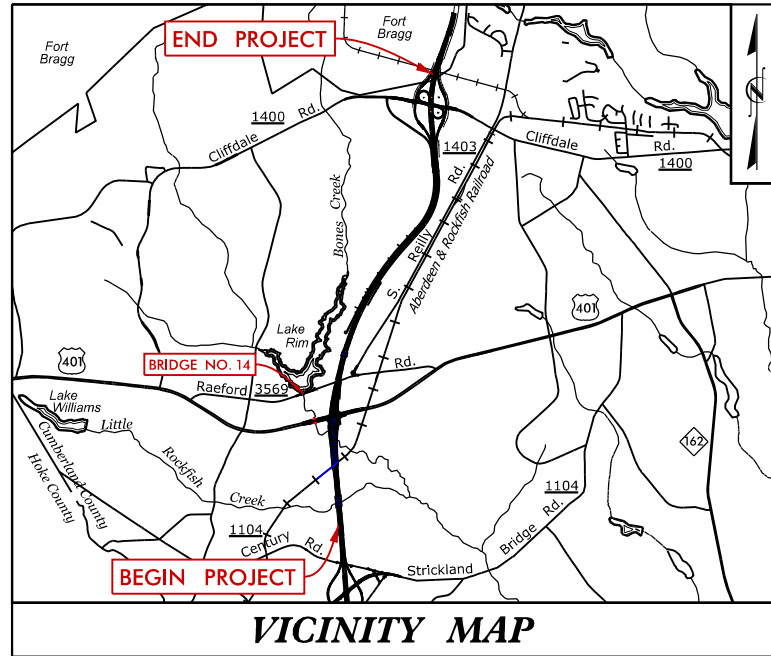 Fort
Bragg
END PROJECT
Fort
Bragg
N
1400
Cliffdale Rd.
1403
Cliffdale
Rd.
1400
Bones Creek
S. Reilly Rd.
Aberdeen & Rockfish Railroad
401
Lake
Rim
401
BRIDGE NO. 14
Raeford 3569 Rd.
Lake
Williams
Little
Rockfish
Creek
Cumberland County
Hoke County
162
1104
1104
Century Rd.
Strickland
Bridge Rd.
BEGIN PROJECT
VICINITY MAP